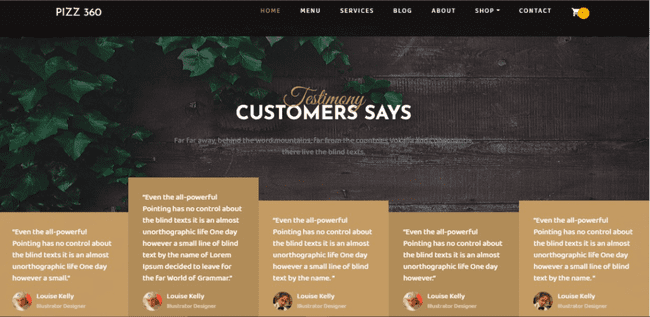 PIZZ 360
HOME MENU SERVICES BLOG ABOUT SHOP CONTACT
Testimony
CUSTOMERS SAYS
Far far away, behind the word mountains, far from the countries Vokalia and Consonantia,
there live the blind texts.
"Even the all-powerful
Pointing has no control about
the blind texts it is an almost
unorthographic life One day
however a small."
Louise Kelly
Illustrator Designer
"Even the all-powerful
Pointing has no control about
the blind texts it is an almost
unorthographic life One day
however a small line of blind
text by the name of Lorem
Ipsum decided to leave for
the far World of Grammar."
Louise Kelly
Illustrator Designer
"Even the all-powerful
Pointing has no control about
the blind texts it is an almost
unorthographic life One day
however a small line of blind
text by the name. "
Louise Kelly
Illustrator Designer
"Even the all-powerful
Pointing has no control about
the blind texts it is an almost
unorthographic life One day
however."
Louise Kelly
Illustrator Designer
"Even the all-powerful
Pointing has no control about
the blind texts it is an almost
unorthographic life One day
however a small line of blind
text by the name. "
Louise Kelly
Illustrator Designer